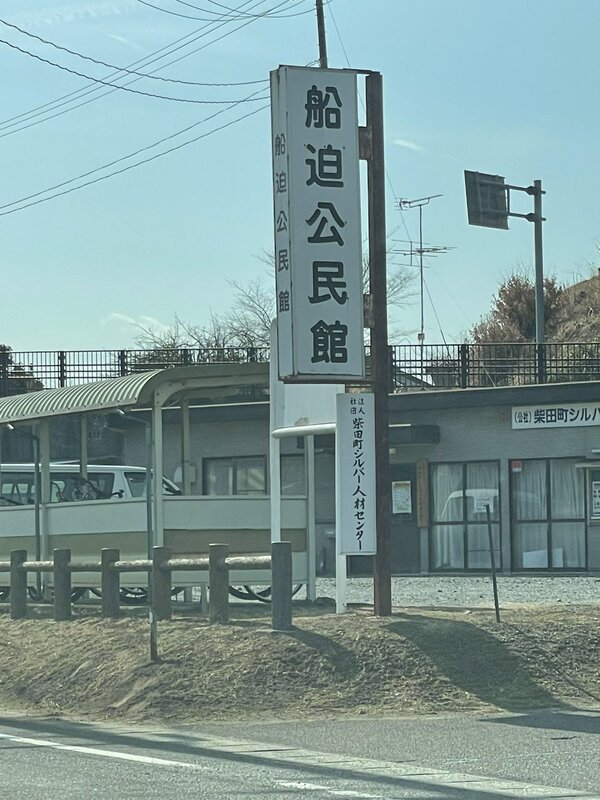 船迫公民館
船迫公民館
社団法人
柴田町シルバー人材センター
(公社)柴田町シルバ